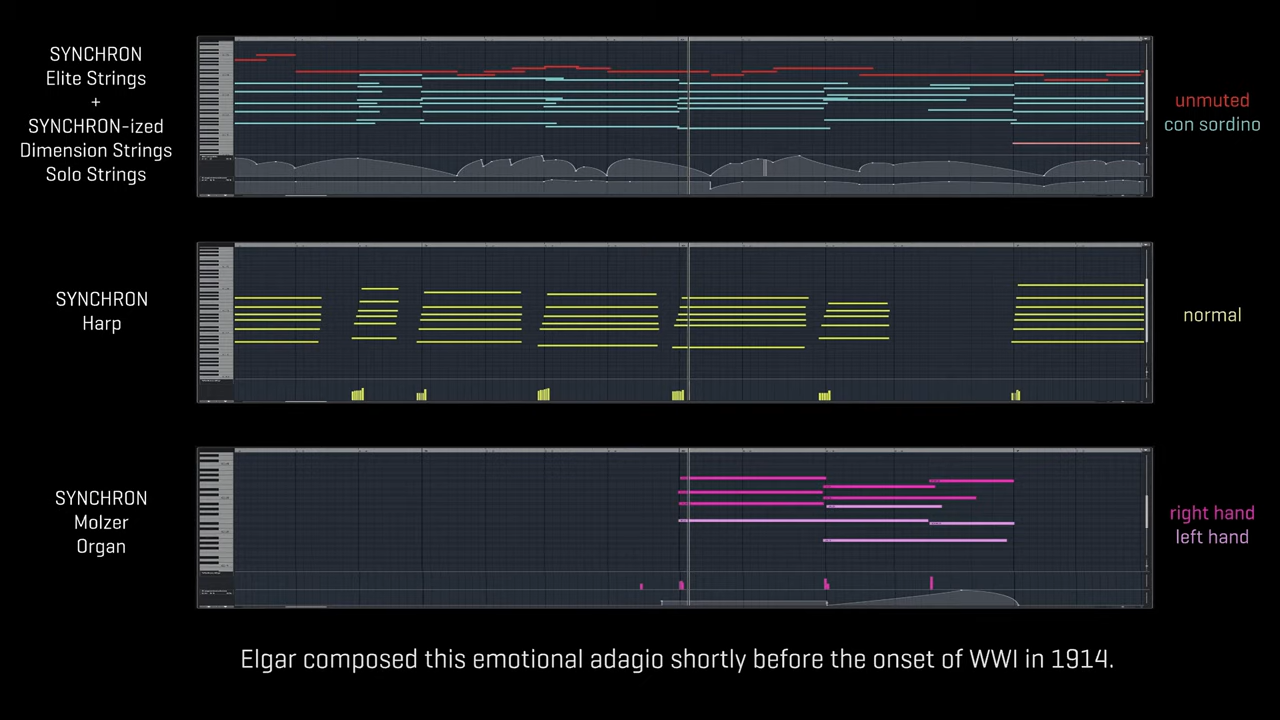 SYNCHRON
Elite Strings
+
SYNCHRON-ized
Dimension Strings
Solo Strings
unmuted
con sordino
SYNCHRON
Harp
normal
SYNCHRON
Molzer
Organ
right hand
left hand
Elgar composed this emotional adagio shortly before the onset of WWI in 1914.